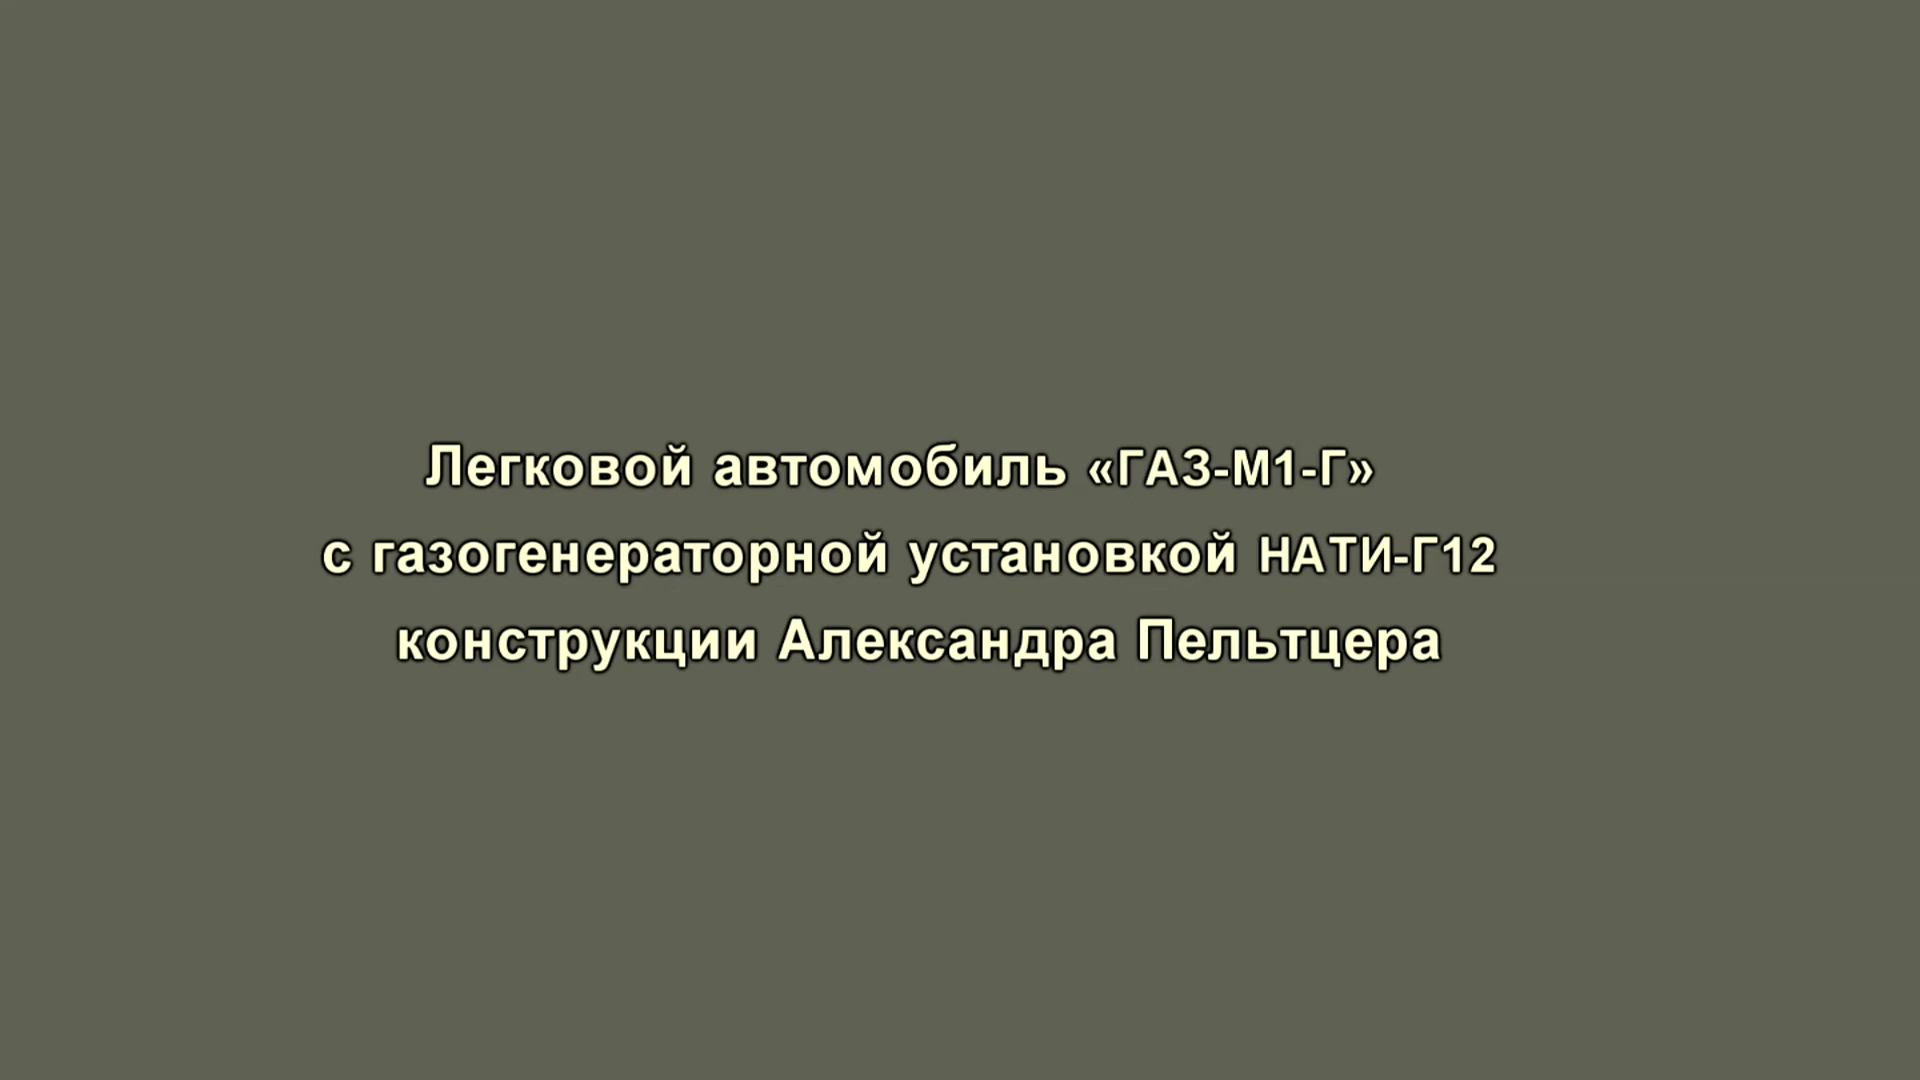 Легковой автомобиль «ГАЗ-М1-Г»
с газогенераторной установкой НАТИ-Г12
конструкции Александра Пельтцера